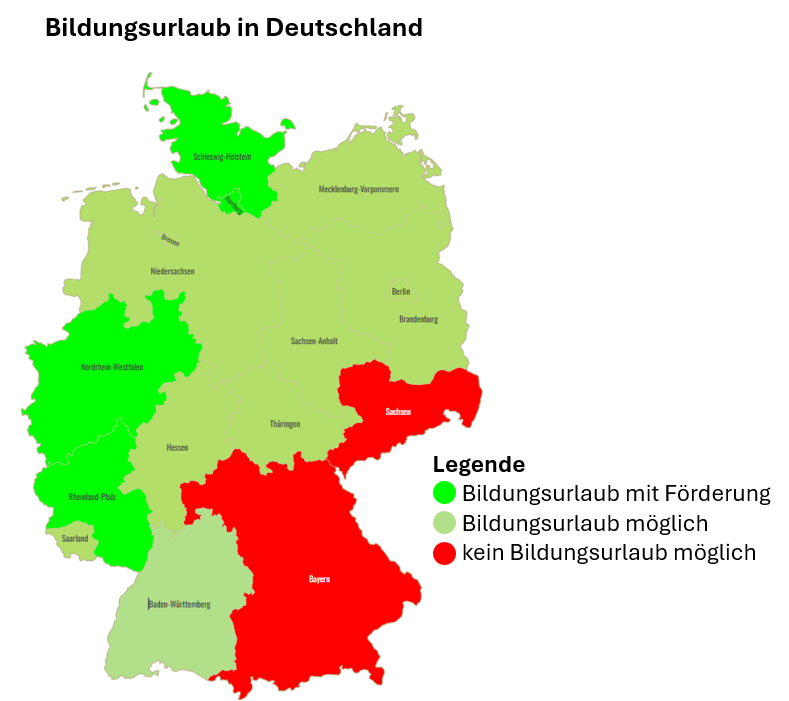 Bildungsurlaub in Deutschland
Schleswig-Holstein
Mecklenburg-Vorpommern
Hamburg
Bremen
Niedersachsen
Berlin
Brandenburg
Sachsen-Anhalt
Nordrhein-Westfalen
Sachsen
Thüringen
Hessen
Legende
Rheinland-Pfalz
Bildungsurlaub mit Förderung
Bildungsurlaub möglich
Saarland
kein Bildungsurlaub möglich
Bayern
Baden-Württemberg